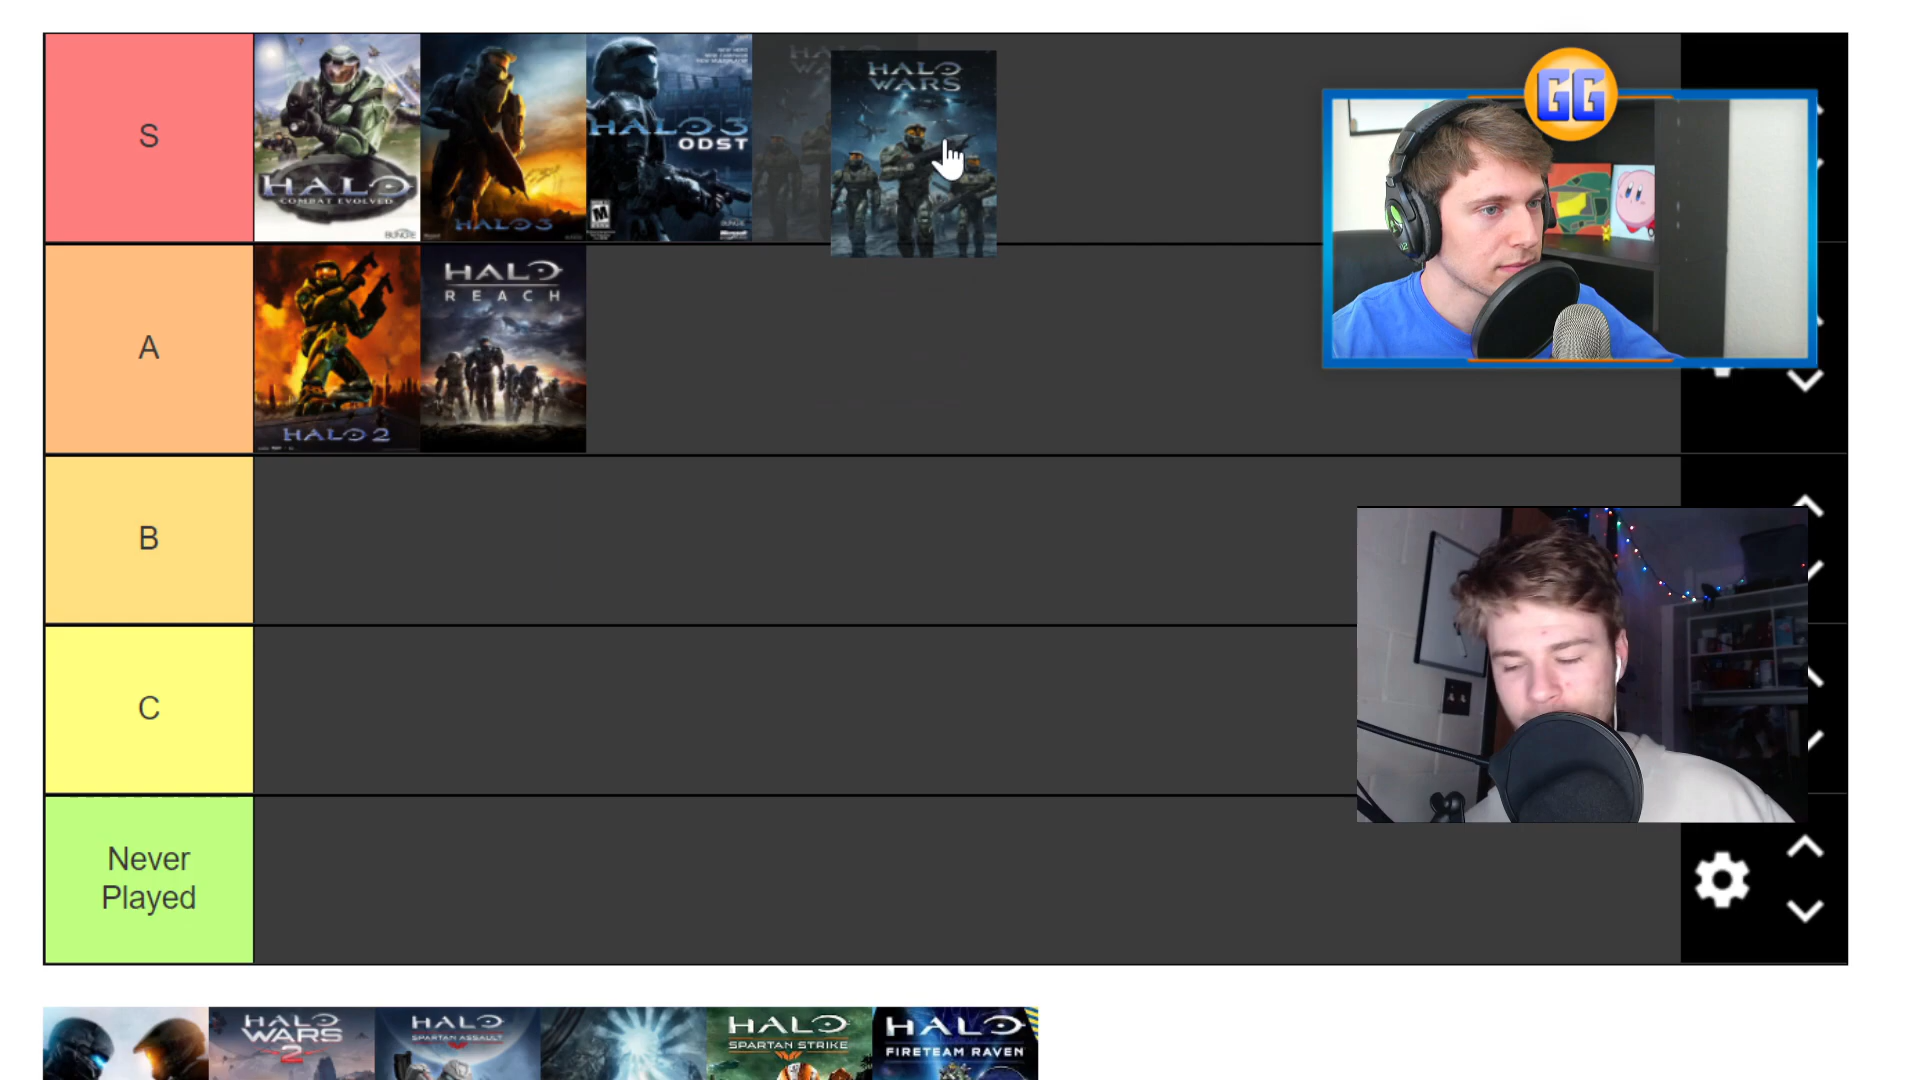 S
HALO
COMBAT EVOLVED
BUNGIE
HALO 3
HALO 3
ODST
M
HALO
WARS
GG
A
HALO 2
HALO
REACH
B
C
Never
Played
HALO
WARS
2
HALO
SPARTAN ASSAULT
HALO
SPARTAN STRIKE
HALO
FIRETEAM RAVEN